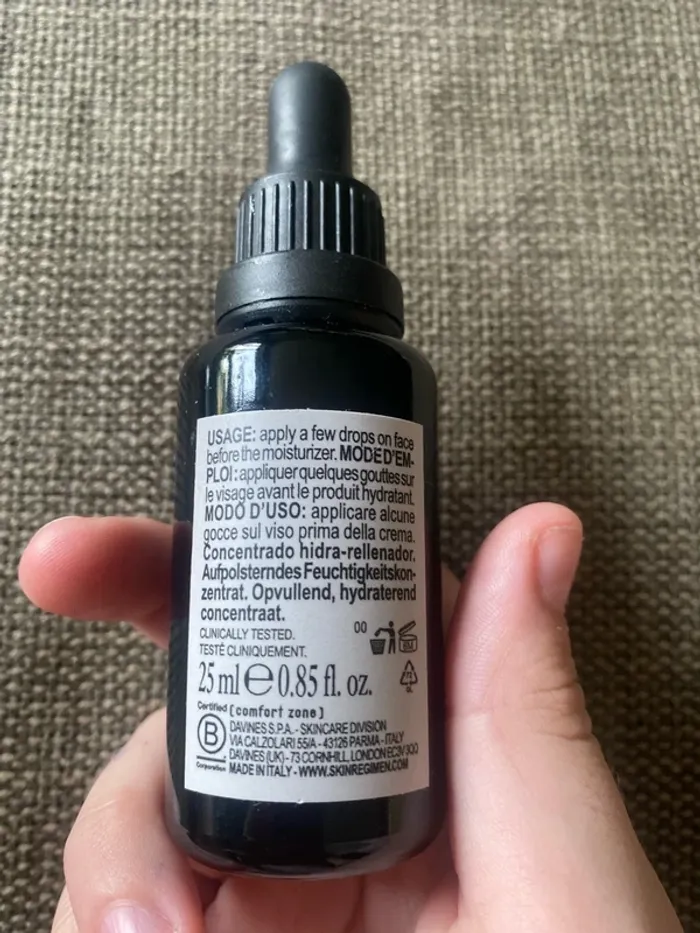 USAGE: apply a few drops on face
before the moisturizer. MODE D'EM-
PLOI : appliquer quelques gouttes sur
le visage avant le produit hydratant.
MODO D'USO: applicare alcune
gocce sul viso prima della crema.
Concentrado hidra-rellenador.
Aufpolsterndes Feuchtigkeitskon-
zentrat. Opvullend, hydraterend
concentraat.
CLINICALLY TESTED.
TESTÉ CLINIQUEMENT.
00
25 ml e 0.85 fl. oz.
Certified
B
Corporation
[ comfort zone ]
DAVINES S.P.A. - SKINCARE DIVISION
VIA CALZOLARI 55/A - 43126 PARMA - ITALY
DAVINES (UK) - 73 CORNHILL, LONDON EC3V 3QQ
MADE IN ITALY - WWW.SKINREGIMEN.COM